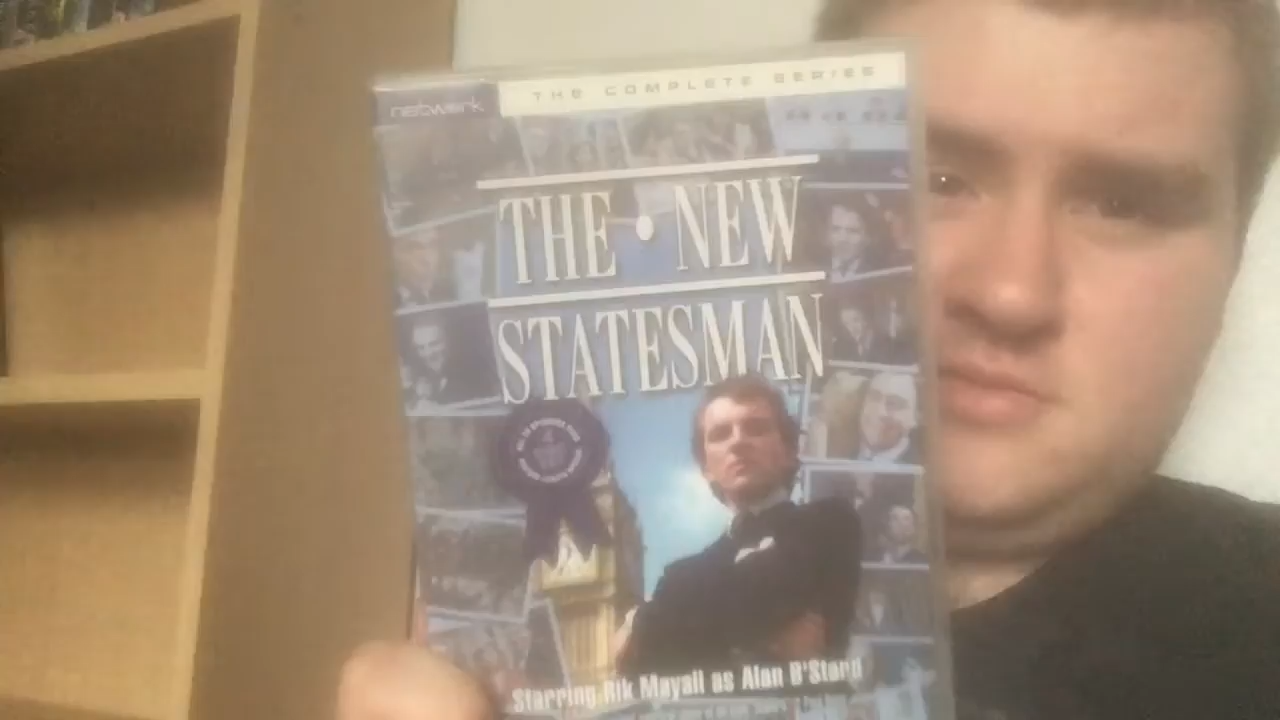 network
THE COMPLETE SERIES
THE • NEW
STATESMAN
Starring Rik Mayall as Alan B'Stard